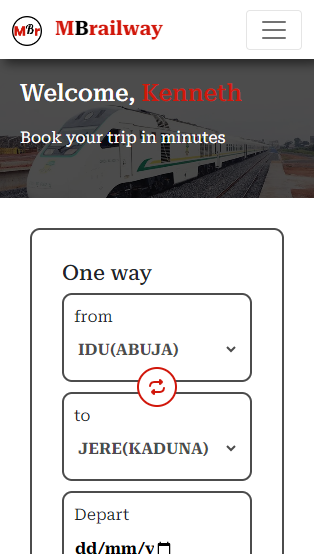 MBr MBrailway
Welcome, Kenneth
Book your trip in minutes
One way
from
IDU(ABUJA)
to
JERE(KADUNA)
Depart
dd/mm/y